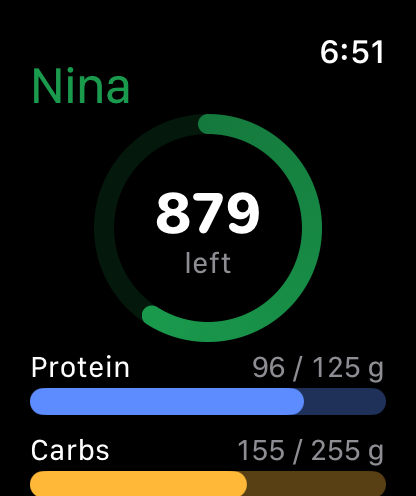 6:51
Nina
879
left
Protein 96 / 125 g
Carbs 155 / 255 g